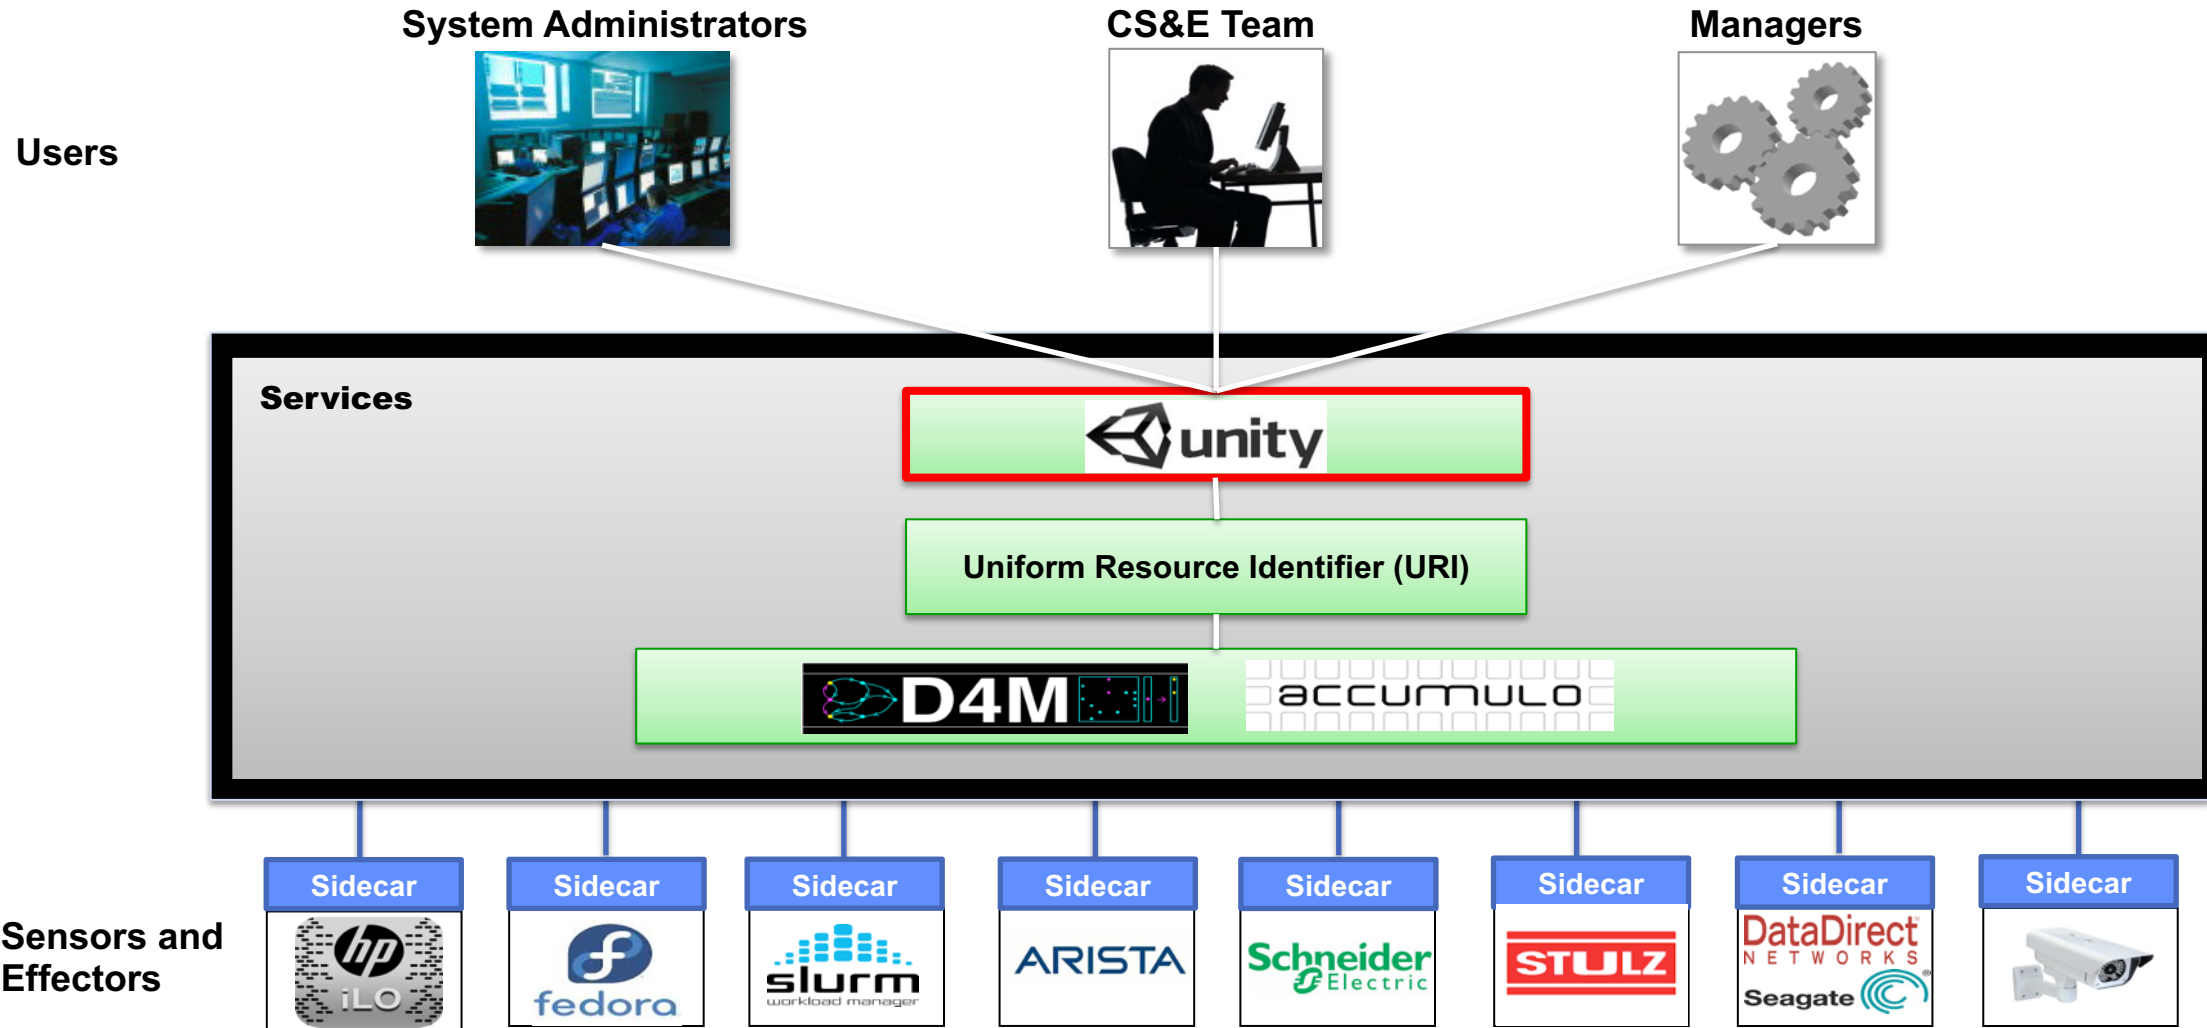 System Administrators
CS&E Team
Managers
Users
Services
unity
Uniform Resource Identifier (URI)
D4M
accumulo
Sidecar
Sidecar
Sidecar
Sidecar
Sidecar
Sidecar
Sidecar
Sidecar
Sensors and
Effectors
hp
iLO
fedora
slurm
workload manager
ARISTA
Schneider
Electric
STULZ
DataDirect
NETWORKS
Seagate